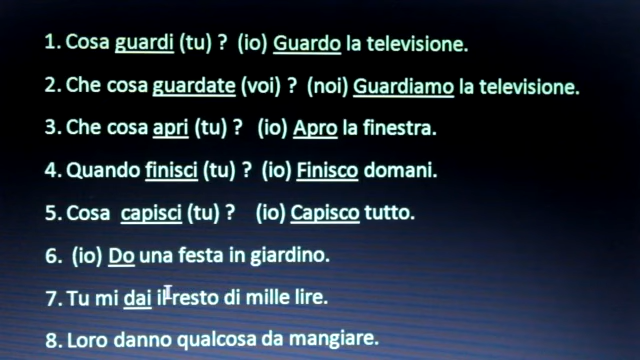 1. Cosa guardi (tu) ? (io) Guardo la televisione.
2. Che cosa guardate (voi) ? (noi) Guardiamo la televisione.
3. Che cosa apri (tu) ? (io) Apro la finestra.
4. Quando finisci (tu) ? (io) Finisco domani.
5. Cosa capisci (tu) ? (io) Capisco tutto.
6. (io) Do una festa in giardino.
7. Tu mi dai il resto di mille lire.
8. Loro danno qualcosa da mangiare.